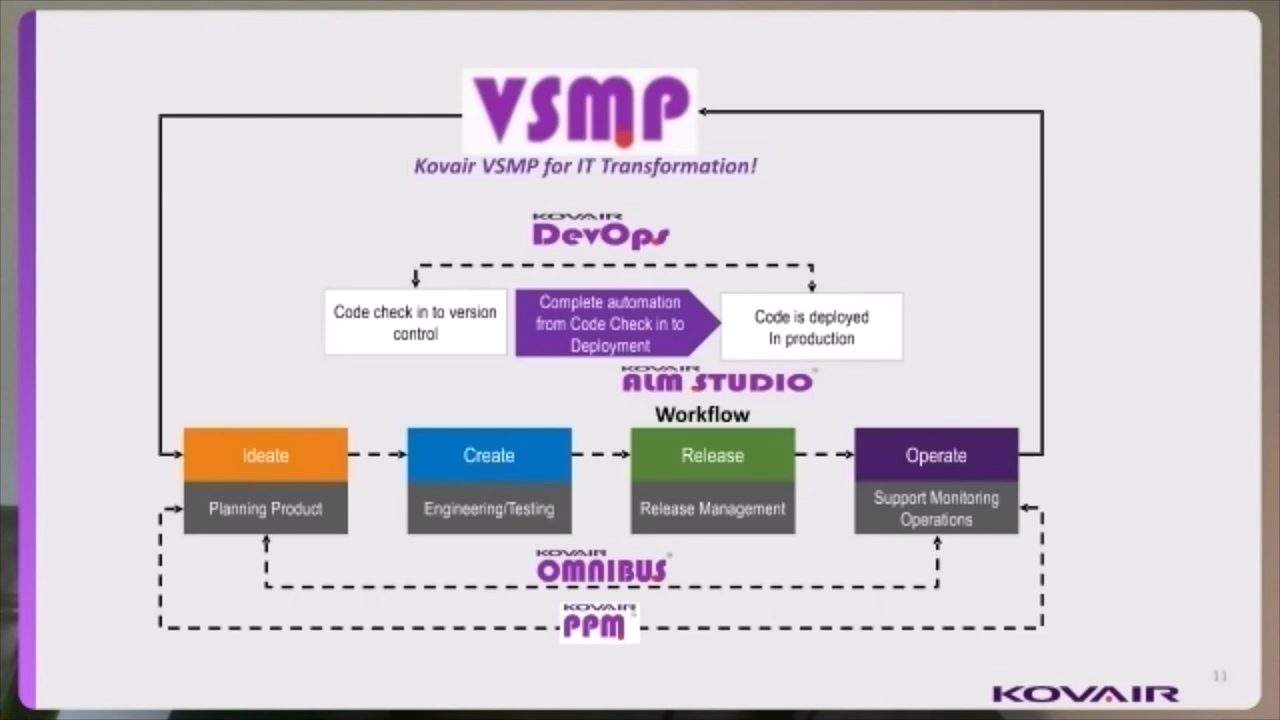 VSMP
Kovair VSMP for IT Transformation!
KOVAIR
DevOps
Code check in to version
control
Complete automation
from Code Check in to
Deployment
Code is deployed
In production
KOVAIR
ALM STUDIO
Workflow
Ideate
Create
Release
Operate
Planning Product
Engineering/Testing
Release Management
Support Monitoring
Operations
KOVAIR
OMNIBUS
KOVAIR
PPM
11
KOVAIR